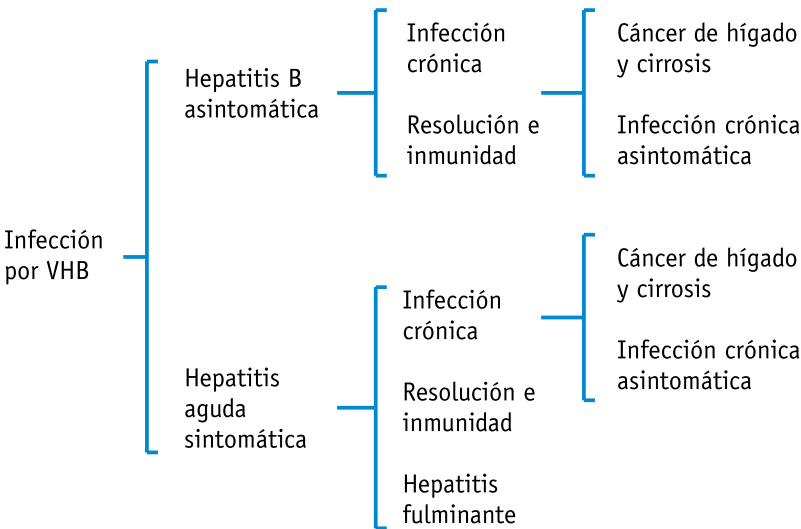 Infección
por VHB
Hepatitis B
asintomática
Infección
crónica
Resolución e
inmunidad
Cáncer de hígado
y cirrosis
Infección crónica
asintomática
Hepatitis
aguda
sintomática
Infección
crónica
Resolución e
inmunidad
Hepatitis
fulminante
Cáncer de hígado
y cirrosis
Infección crónica
asintomática